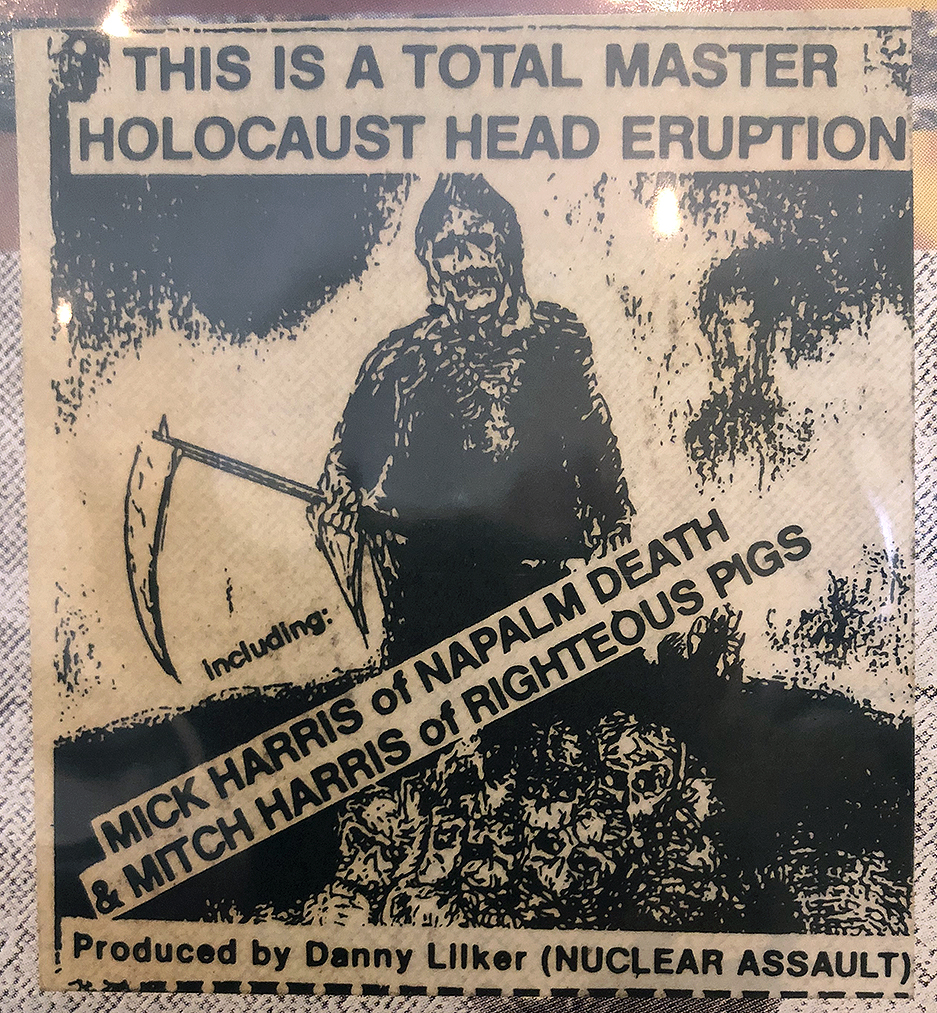 THIS IS A TOTAL MASTER
HOLOCAUST HEAD ERUPTION
including:
MICK HARRIS of NAPALM DEATH
& MITCH HARRIS of RIGHTEOUS PIGS
Produced by Danny Lilker (NUCLEAR ASSAULT)